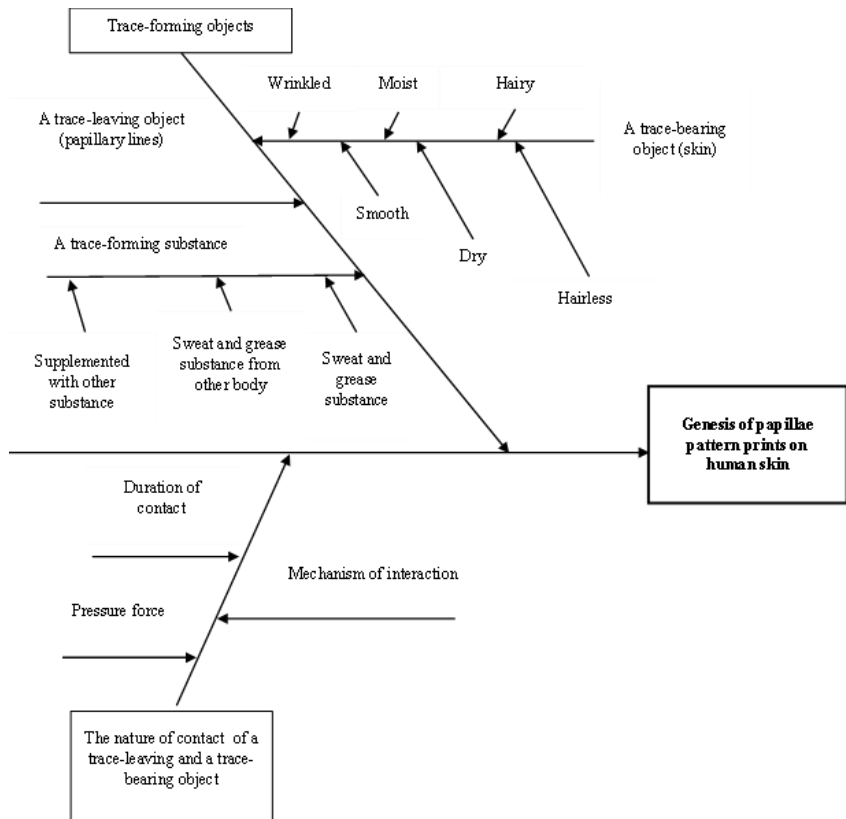 Trace-forming objects
Wrinkled
Moist
Hairy
A trace-leaving object
(papillary lines)
A trace-bearing
object (skin)
Smooth
A trace-forming substance
Dry
Hairless
Supplemented
with other
substance
Sweat and grease
substance from
other body
Sweat and
grease
substance
Genesis of papillae
pattern prints on
human skin
Duration of
contact
Mechanism of interaction
Pressure force
The nature of contact of a
trace-leaving and a trace-
bearing object